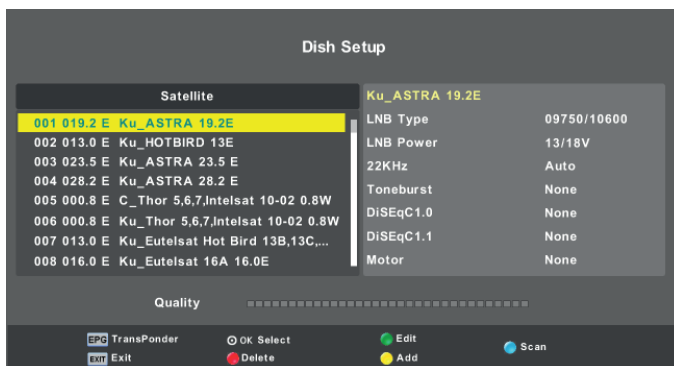 Dish Setup
Satellite
001 019.2 E Ku_ASTRA 19.2E
002 013.0 E Ku_HOTBIRD 13E
003 023.5 E Ku_ASTRA 23.5 E
004 028.2 E Ku_ASTRA 28.2 E
005 000.8 E C_Thor 5,6,7,Intelsat 10-02 0.8W
006 000.8 E Ku_Thor 5,6,7,Intelsat 10-02 0.8W
007 013.0 E Ku_Eutelsat Hot Bird 13B,13C,...
008 016.0 E Ku_Eutelsat 16A 16.0E
Ku_ASTRA 19.2E
LNB Type 09750/10600
LNB Power 13/18V
22KHz Auto
Toneburst None
DiSEqC1.0 None
DiSEqC1.1 None
Motor None
Quality
EPG TransPonder OK Select Edit Scan
EXIT Exit Delete Add